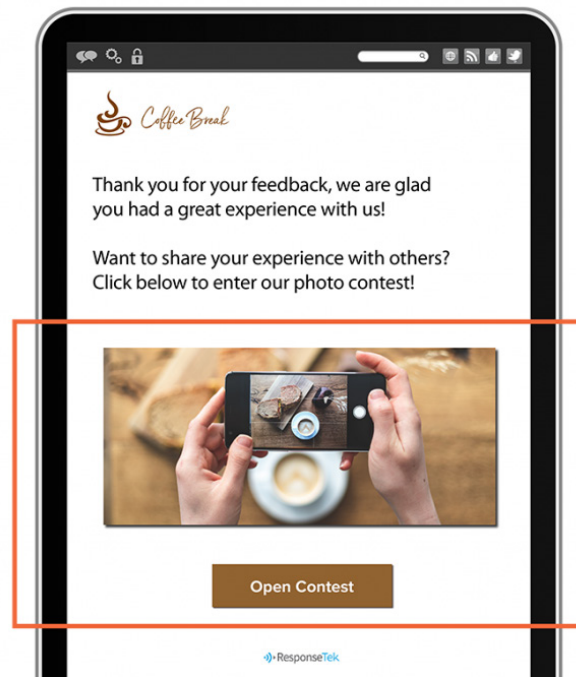 Coffee Break
Thank you for your feedback, we are glad
you had a great experience with us!
Want to share your experience with others?
Click below to enter our photo contest!
Open Contest
ResponseTek